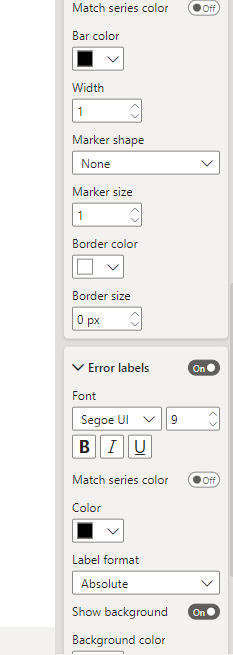 Match series color Off
Bar color
Width
1
Marker shape
None
Marker size
1
Border color
Border size
0 px
Error labels On
Font
Segoe UI 9
B I U
Match series color Off
Color
Label format
Absolute
Show background On
Background color